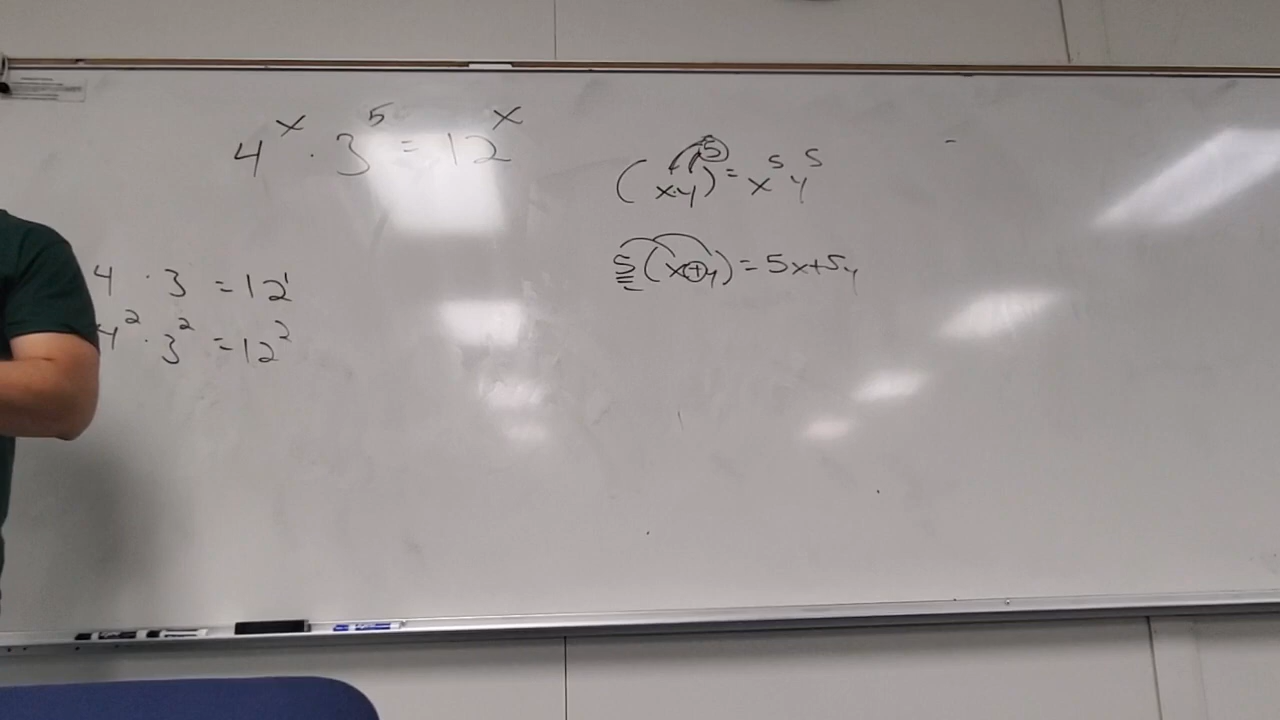 4^x · 3^5 = 12^x
4 · 3 = 12^1
4^2 · 3^2 = 12^2
(x·y)^5 = x^5 y^5
5(x+y) = 5x+5y